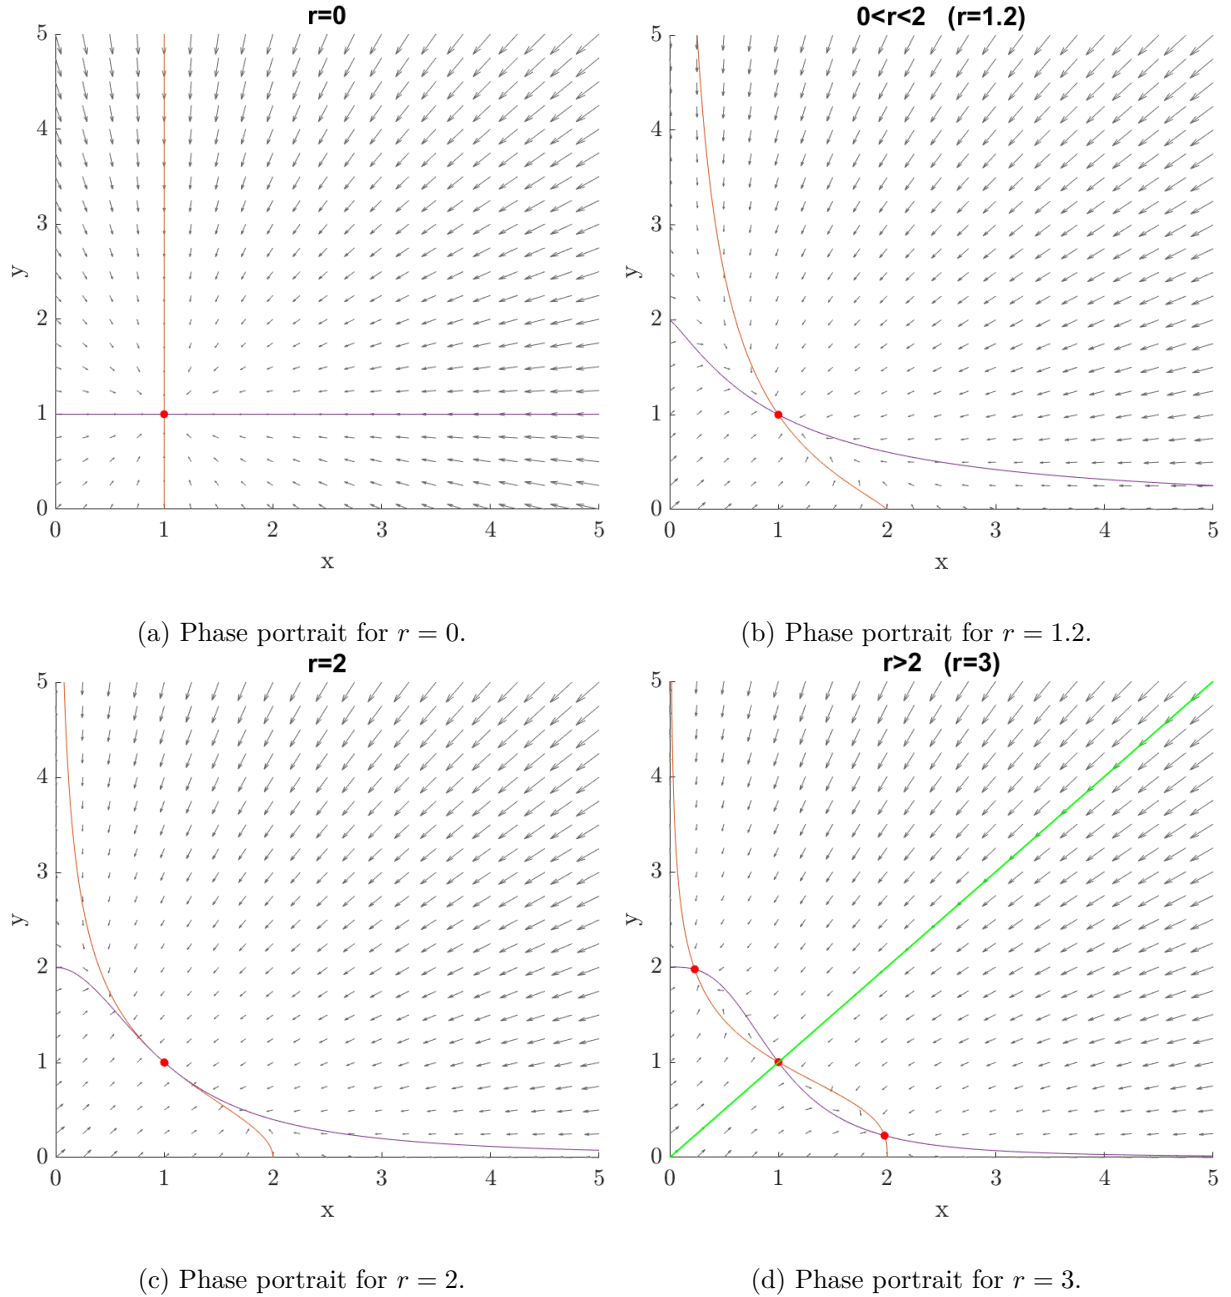 r=0
5
4
3
2
1
0
y
0 1 2 3 4 5
x
(a) Phase portrait for r = 0.
0<r<2 (r=1.2)
5
4
3
2
1
0
y
0 1 2 3 4 5
x
(b) Phase portrait for r = 1.2.
r=2
5
4
3
2
1
0
y
0 1 2 3 4 5
x
(c) Phase portrait for r = 2.
r>2 (r=3)
5
4
3
2
1
0
y
0 1 2 3 4 5
x
(d) Phase portrait for r = 3.